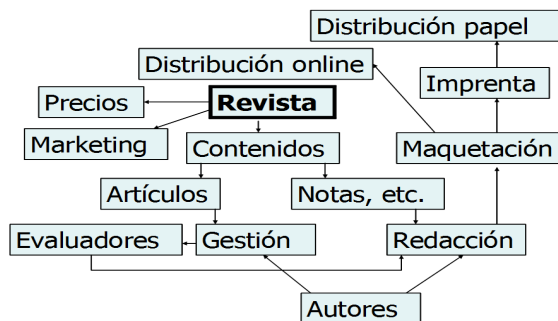 Distribución papel
Distribución online
Imprenta
Precios
Revista
Marketing
Contenidos
Maquetación
Artículos
Notas, etc.
Evaluadores
Gestión
Redacción
Autores